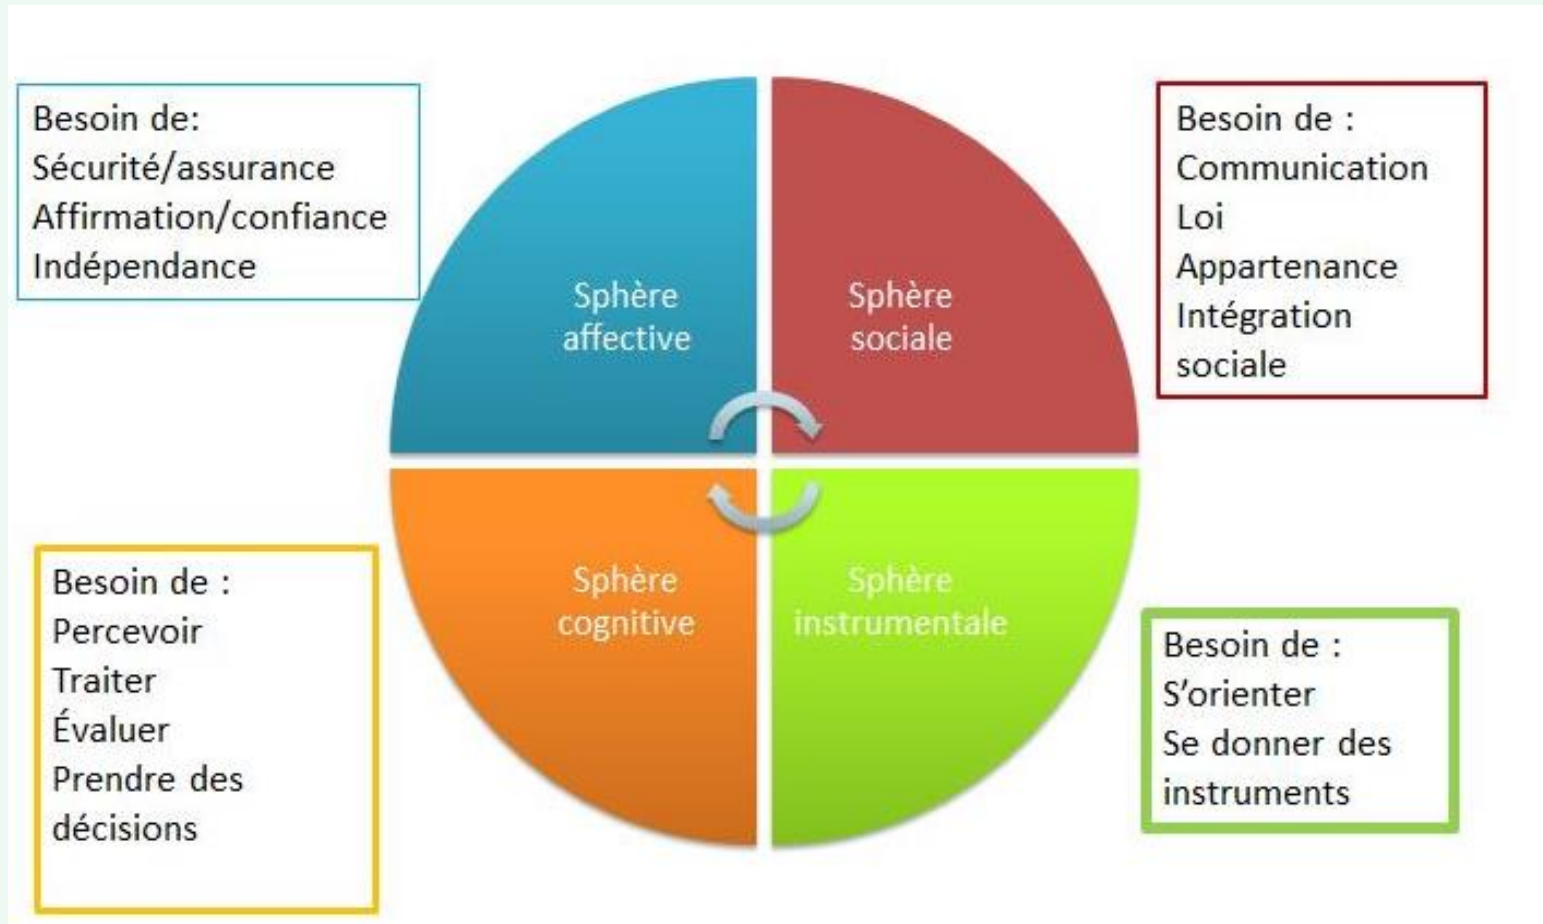 Besoin de:
Sécurité/assurance
Affirmation/confiance
Indépendance
Sphère
affective
Sphère
sociale
Besoin de :
Communication
Loi
Appartenance
Intégration
sociale
Besoin de :
Percevoir
Traiter
Évaluer
Prendre des
décisions
Sphère
cognitive
Sphère
instrumentale
Besoin de :
S’orienter
Se donner des
instruments